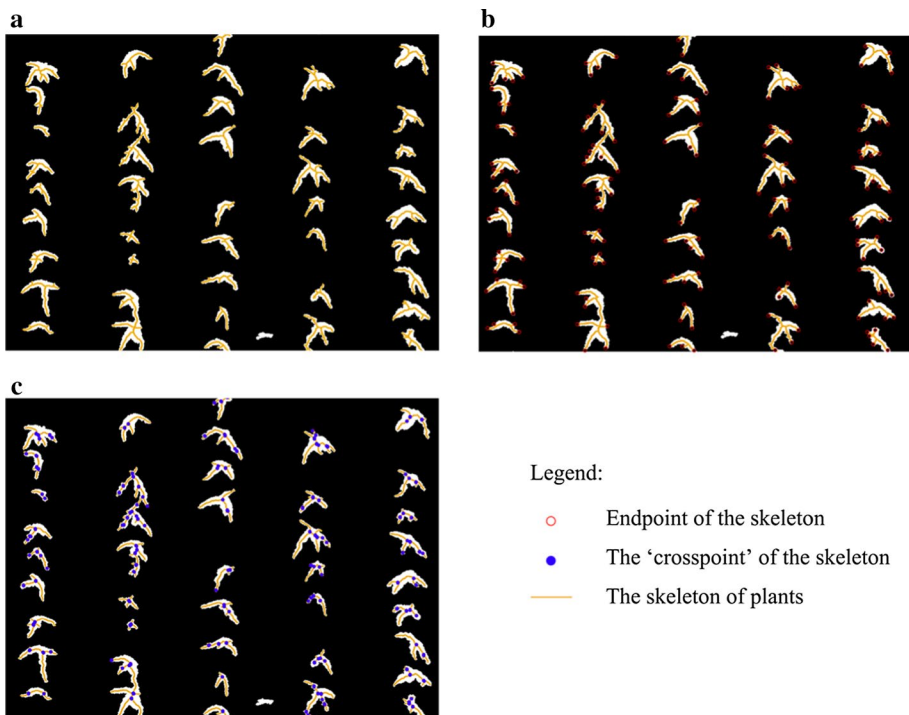 a
b
c
Legend:
Endpoint of the skeleton
The ‘crosspoint’ of the skeleton
The skeleton of plants